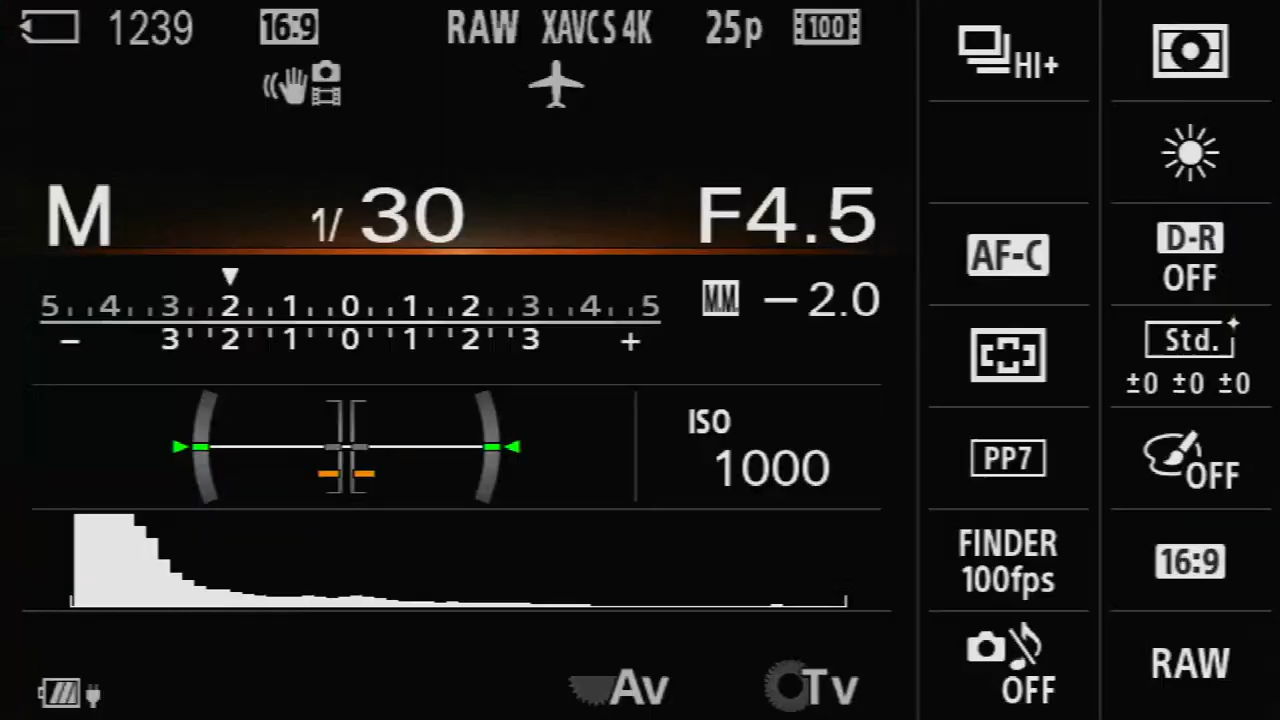 1239 16:9 RAW XAVC S 4K 25p 100
M 1/ 30 F4.5
5 4 3 2 1 0 1 2 3 4 5 M.M. −2.0
− 3 2 1 0 1 2 3 +
ISO
1000
Av Tv
HI+
AF-C
D-R
OFF
Std.
±0 ±0 ±0
PP7
OFF
FINDER
100fps
16:9
OFF
RAW